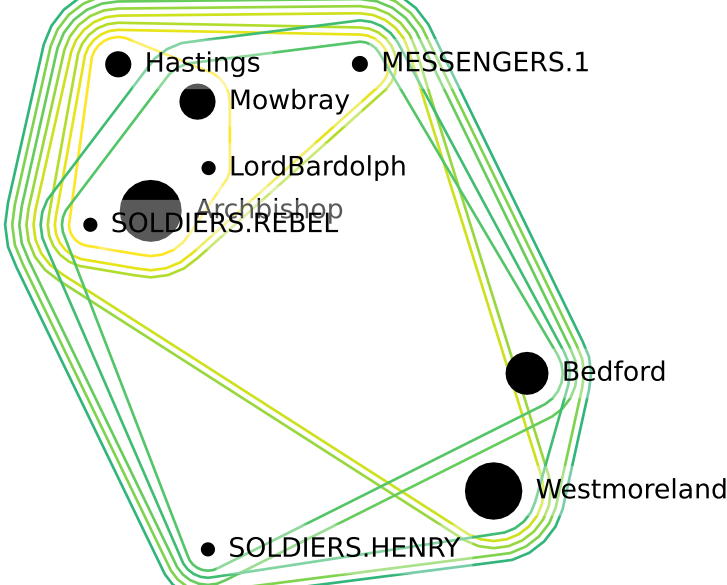 Hastings
MESSENGERS.1
Mowbray
LordBardolph
Archbishop
SOLDIERS.REBEL
Bedford
Westmoreland
SOLDIERS.HENRY